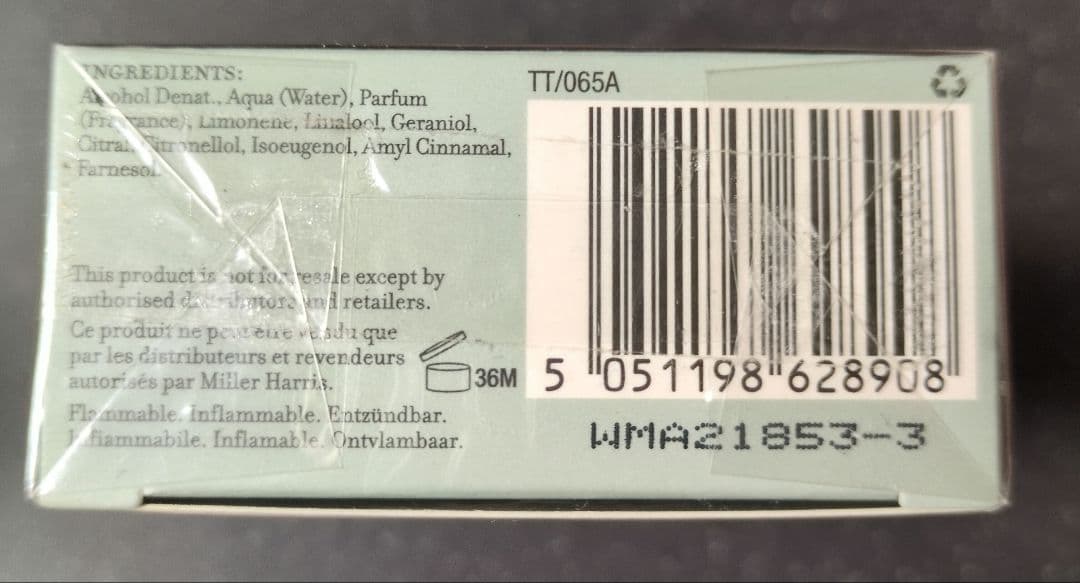 INGREDIENTS:
Alcohol Denat., Aqua (Water), Parfum
(Fragrance), Limonene, Linalool, Geraniol,
Citral, Citronellol, Isoeugenol, Amyl Cinnamal,
Farnesol.
This product is not for resale except by
authorised distributors and retailers.
Ce produit ne peut être vendu que
par les distributeurs et revendeurs
autorisés par Miller Harris.
Flammable. Inflammable. Entzündbar.
Infiammabile. Inflamable. Ontvlambaar.
36M
TT/065A
5 051198 628908
WMA21853-3